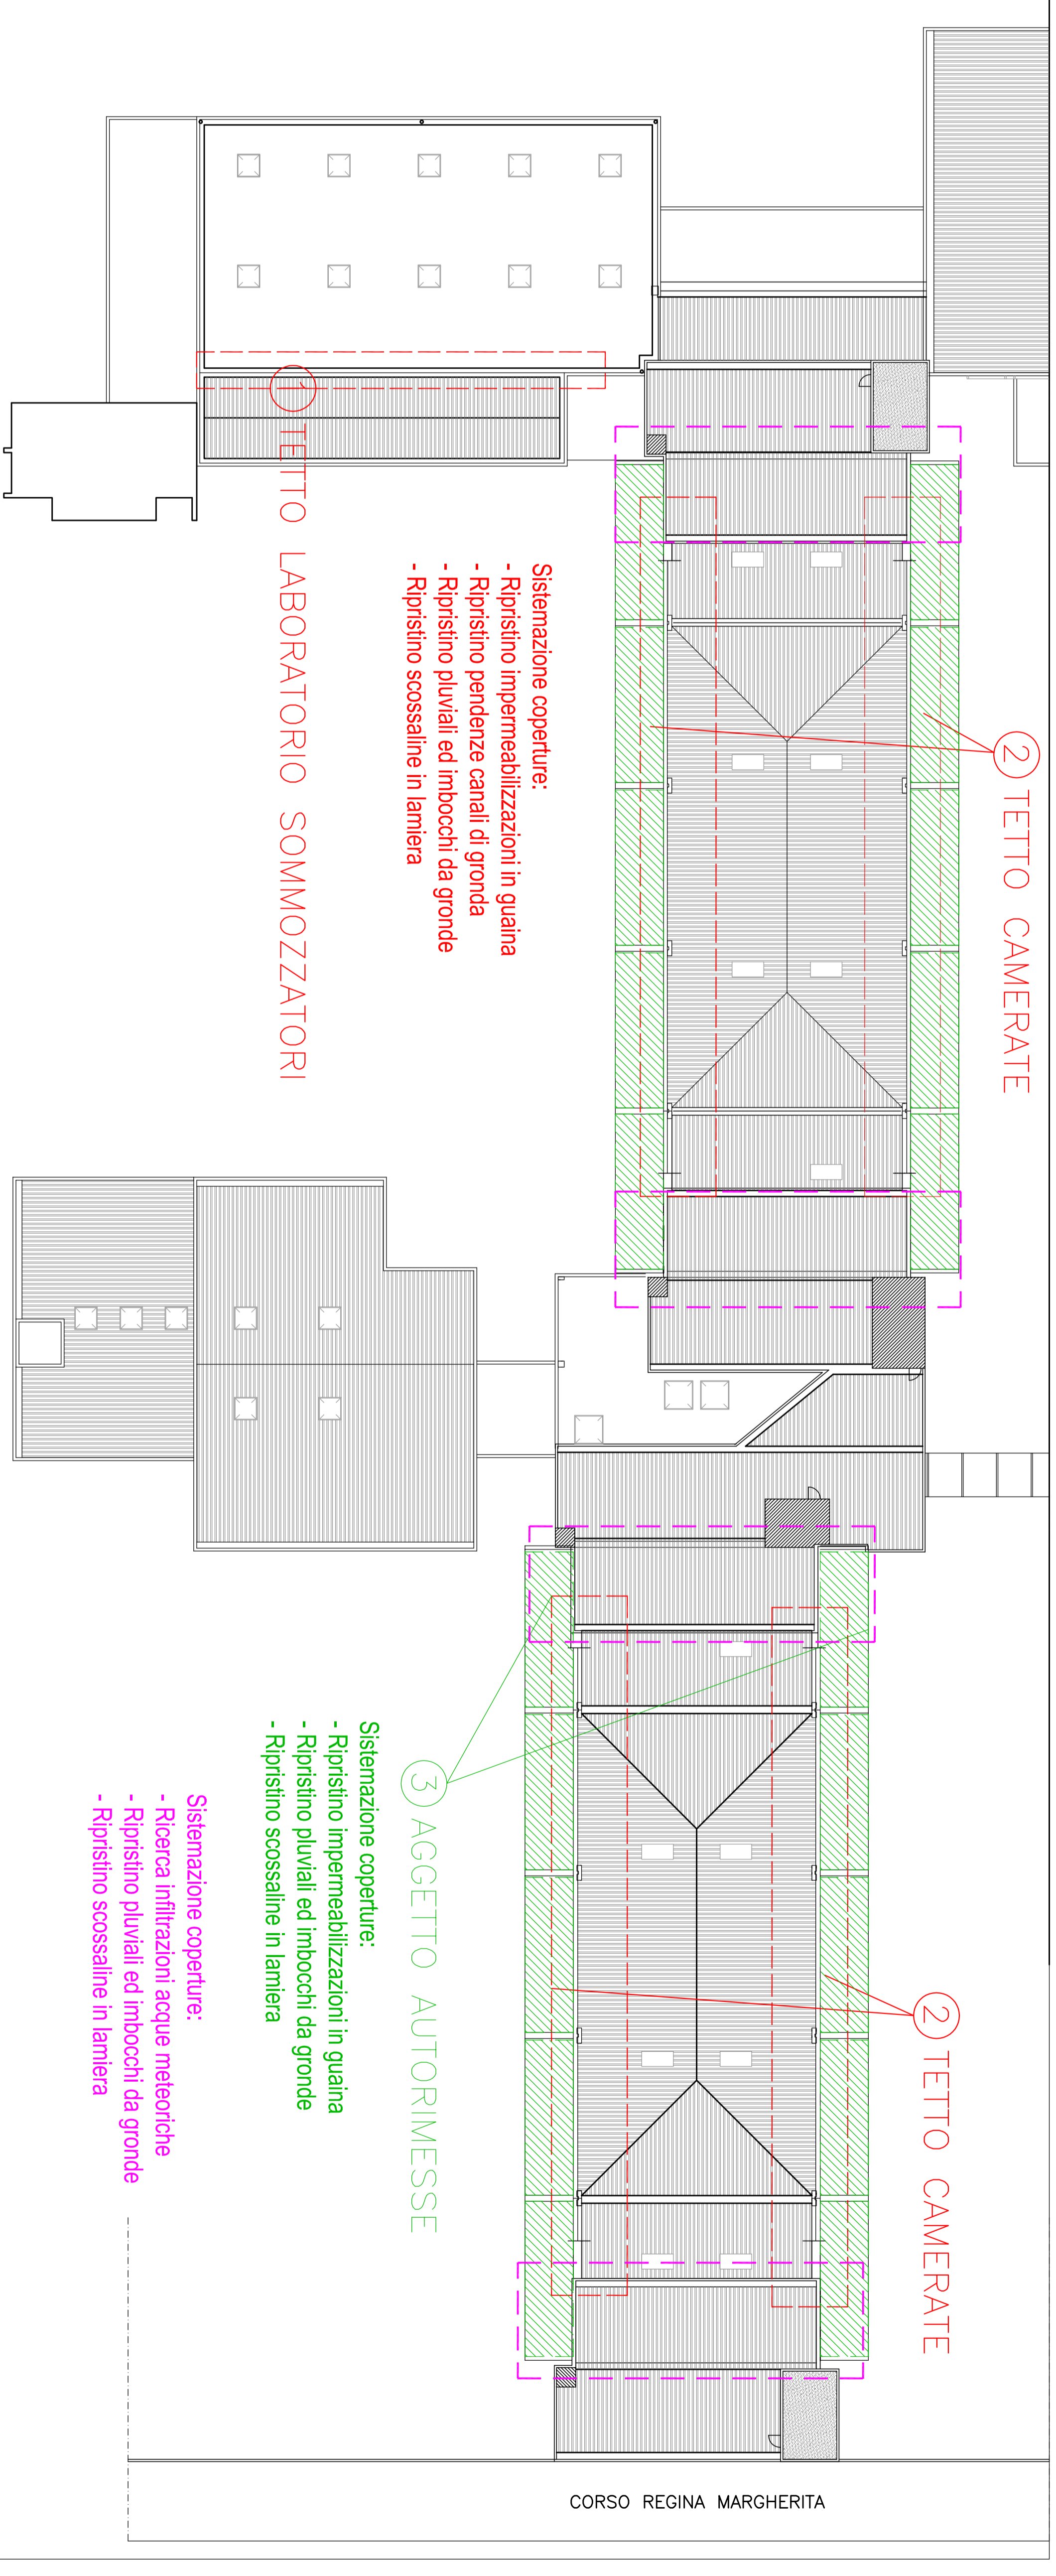 1 TETTO LABORATORIO SOMMOZZATORI
2 TETTO CAMERATE
Sistemazione coperture:
- Ripristino impermeabilizzazioni in guaina
- Ripristino pendenze canali di gronda
- Ripristino pluviali ed imbocchi da gronde
- Ripristino scossaline in lamiera
2 TETTO CAMERATE
3 AGGETTO AUTORIMESSE
Sistemazione coperture:
- Ripristino impermeabilizzazioni in guaina
- Ripristino pluviali ed imbocchi da gronde
- Ripristino scossaline in lamiera
Sistemazione coperture:
- Ricerca infiltrazioni acque meteoriche
- Ripristino pluviali ed imbocchi da gronde
- Ripristino scossaline in lamiera
CORSO REGINA MARGHERITA